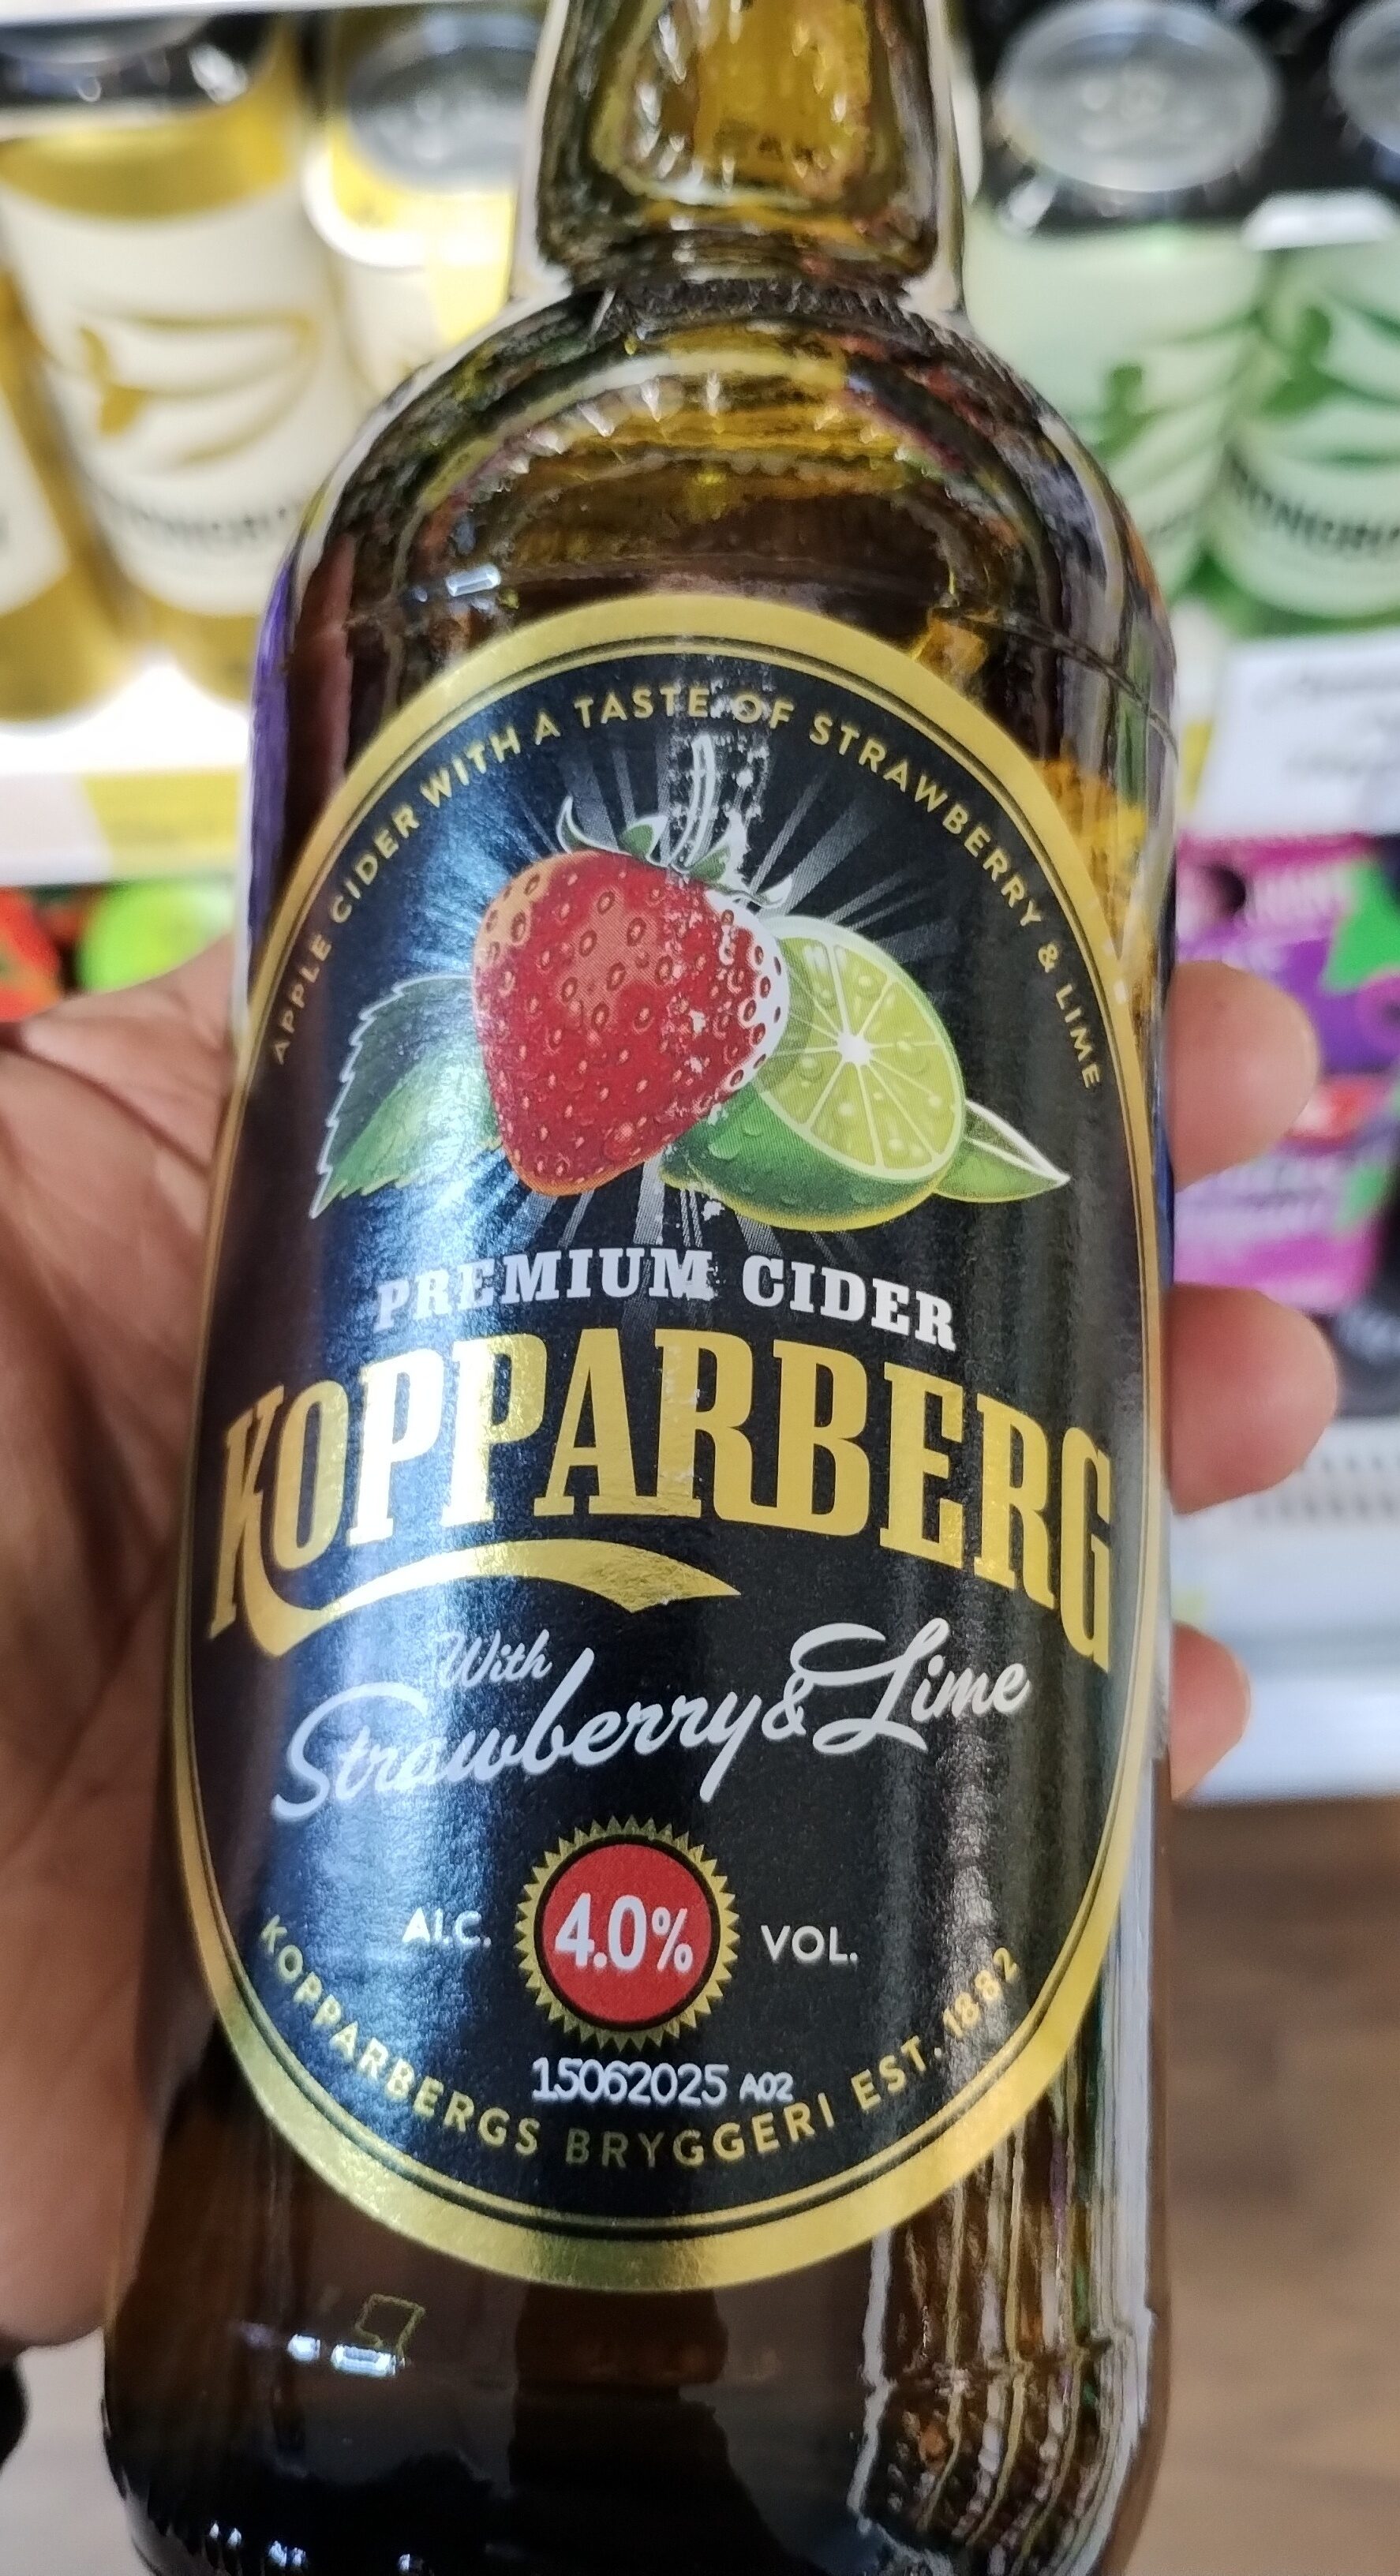 APPLE CIDER WITH A TASTE OF STRAWBERRY & LIME
PREMIUM CIDER
KOPPARBERG
With
Strawberry & Lime
Al.C. 4.0% VOL.
15062025 A02
KOPPARBERGS BRYGGERI EST. 1882